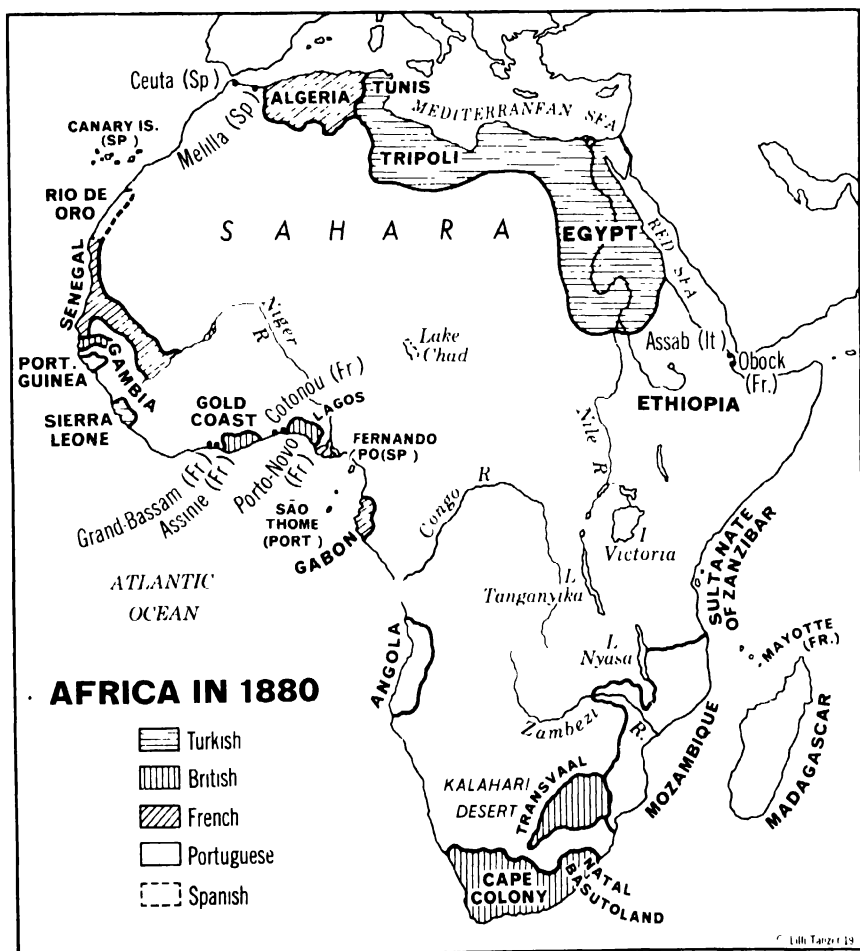 Ceuta (Sp)
Melilla (Sp)
ALGERIA
TUNIS
MEDITERRANEAN SEA
CANARY IS.
(SP)
TRIPOLI
RIO DE
ORO
SAHARA
EGYPT
RED SEA
SENEGAL
Niger
R
Lake
Chad
Assab (It)
Obock
(Fr.)
PORT.
GUINEA
GAMBIA
SIERRA
LEONE
GOLD
COAST
Cotonou (Fr)
LAGOS
ETHIOPIA
Nile R
FERNANDO
PO(SP)
Grand-Bassam (Fr)
Assinie (Fr)
Porto-Novo
(Fr)
SÃO
THOME
(PORT)
GABON
Congo R
L
Victoria
SULTANATE
OF ZANZIBAR
ATLANTIC
OCEAN
L
Tanganyika
MAYOTTE
(FR.)
L
Nyasa
ANGOLA
AFRICA IN 1880
Zambezi R.
MOZAMBIQUE
MADAGASCAR
Turkish
British
French
Portuguese
Spanish
KALAHARI
DESERT
TRANSVAAL
CAPE
COLONY
NATAL
BASUTOLAND